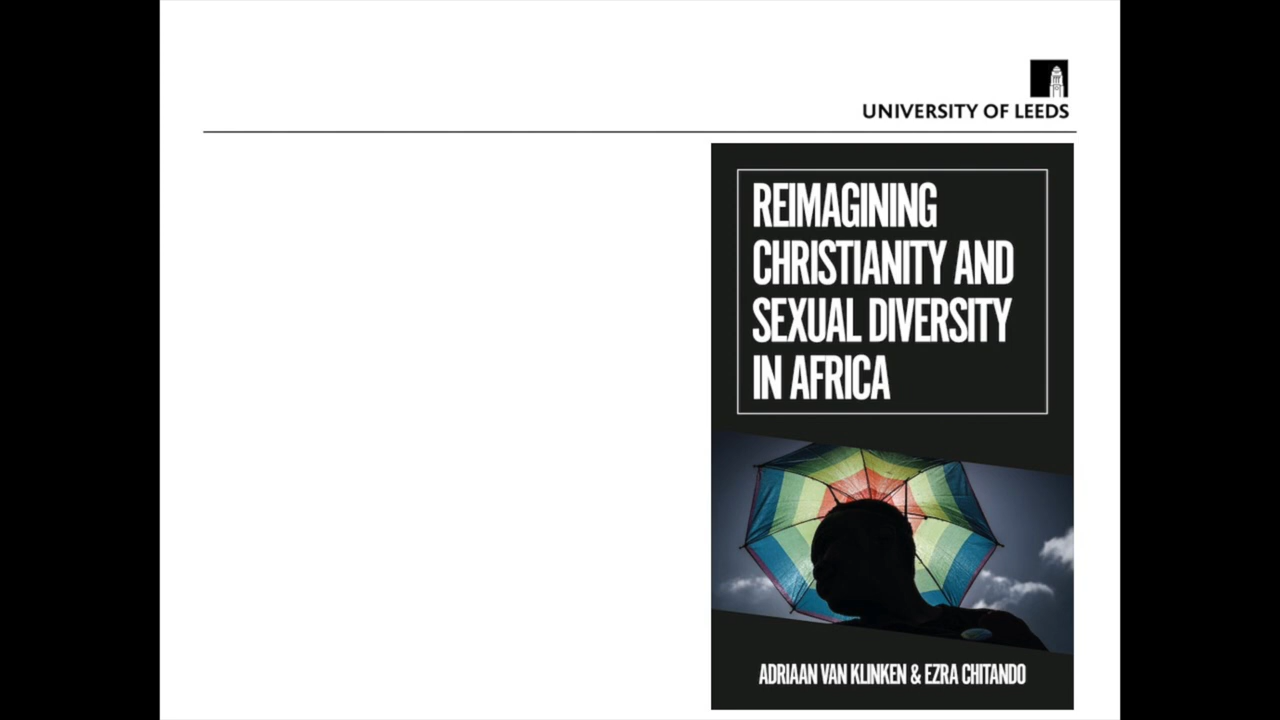 UNIVERSITY OF LEEDS
REIMAGINING
CHRISTIANITY AND
SEXUAL DIVERSITY
IN AFRICA
ADRIAAN VAN KLINKEN & EZRA CHITANDO